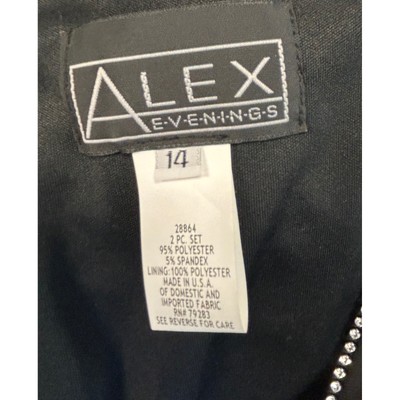 ALEX
E·V·E·N·I·N·G·S
14
28864
2 PC. SET
95% POLYESTER
5% SPANDEX
LINING: 100% POLYESTER
MADE IN U.S.A.
OF DOMESTIC AND
IMPORTED FABRIC
RN# 79283
SEE REVERSE FOR CARE